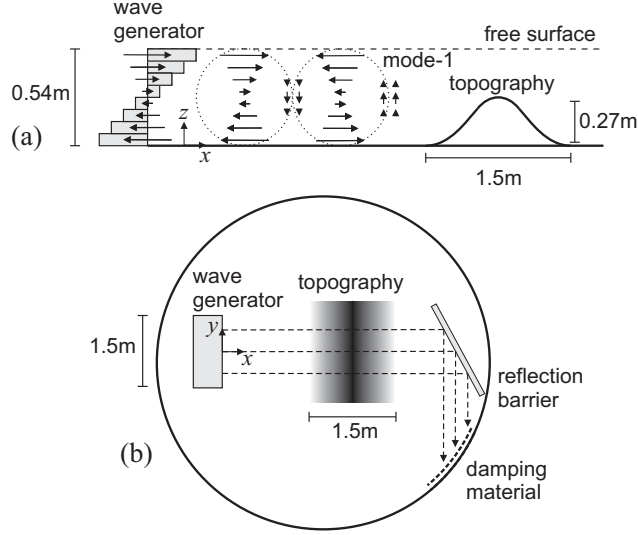 wave
generator
free surface
mode-1
topography
0.54m
0.27m
z
x
(a)
1.5m
wave
generator
topography
y
x
1.5m
reflection
barrier
1.5m
(b)
damping
material